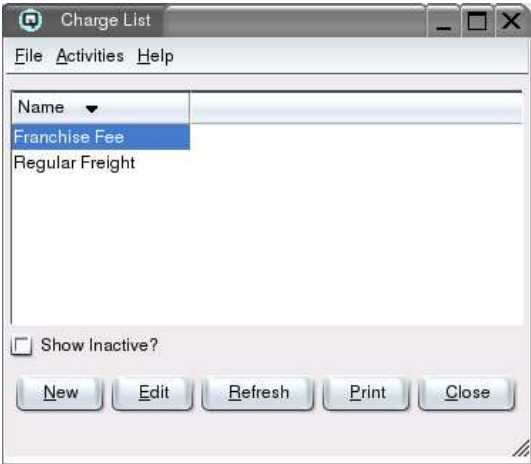 Charge List
File Activities Help
Name
Franchise Fee
Regular Freight
Show Inactive?
New Edit Refresh Print Close